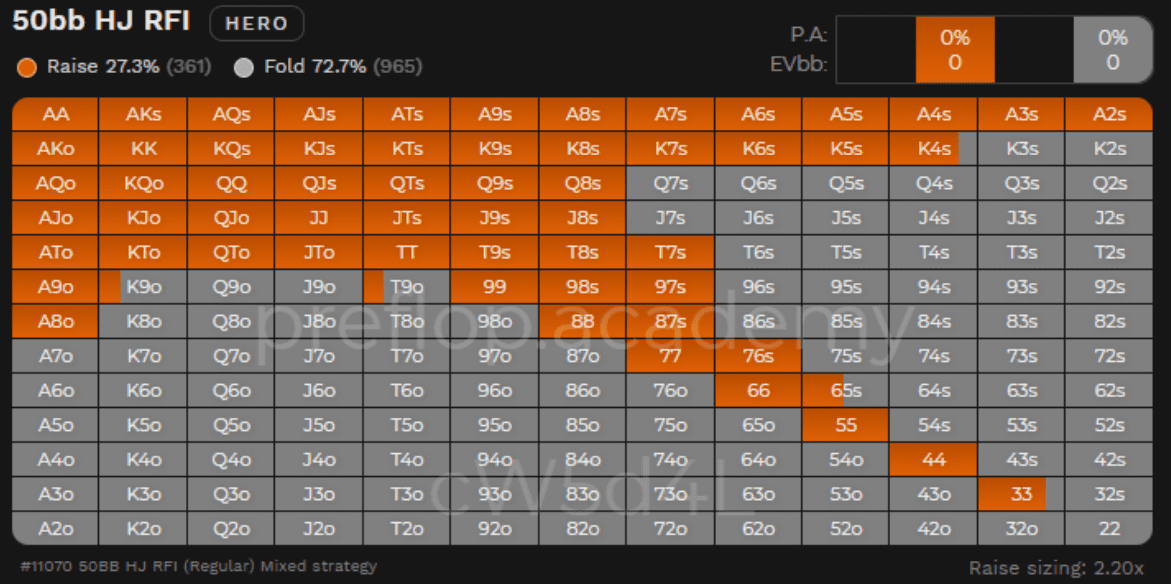 50bb HJ RFI HERO
P.A: 0% 0%
Raise 27.3% (361) Fold 72.7% (965)
EVbb: 0 0
AA AKs AQs AJs ATs A9s A8s A7s A6s A5s A4s A3s A2s
AKo KK KQs KJs KTs K9s K8s K7s K6s K5s K4s K3s K2s
AQo KQo QQ QJs QTs Q9s Q8s Q7s Q6s Q5s Q4s Q3s Q2s
AJo KJo QJo JJ JTs J9s J8s J7s J6s J5s J4s J3s J2s
ATo KTo QTo JTo TT T9s T8s T7s T6s T5s T4s T3s T2s
A9o K9o Q9o J9o T9o 99 98s 97s 96s 95s 94s 93s 92s
A8o K8o Q8o J8o T8o 98o 88 87s 86s 85s 84s 83s 82s
preflop.academy
A7o K7o Q7o J7o T7o 97o 87o 77 76s 75s 74s 73s 72s
A6o K6o Q6o J6o T6o 96o 86o 76o 66 65s 64s 63s 62s
A5o K5o Q5o J5o T5o 95o 85o 75o 65o 55 54s 53s 52s
A4o K4o Q4o J4o T4o 94o 84o 74o 64o 54o 44 43s 42s
cW5d4L
A3o K3o Q3o J3o T3o 93o 83o 73o 63o 53o 43o 33 32s
A2o K2o Q2o J2o T2o 92o 82o 72o 62o 52o 42o 32o 22
#11070 50BB HJ RFI (Regular) Mixed strategy Raise sizing: 2.20x